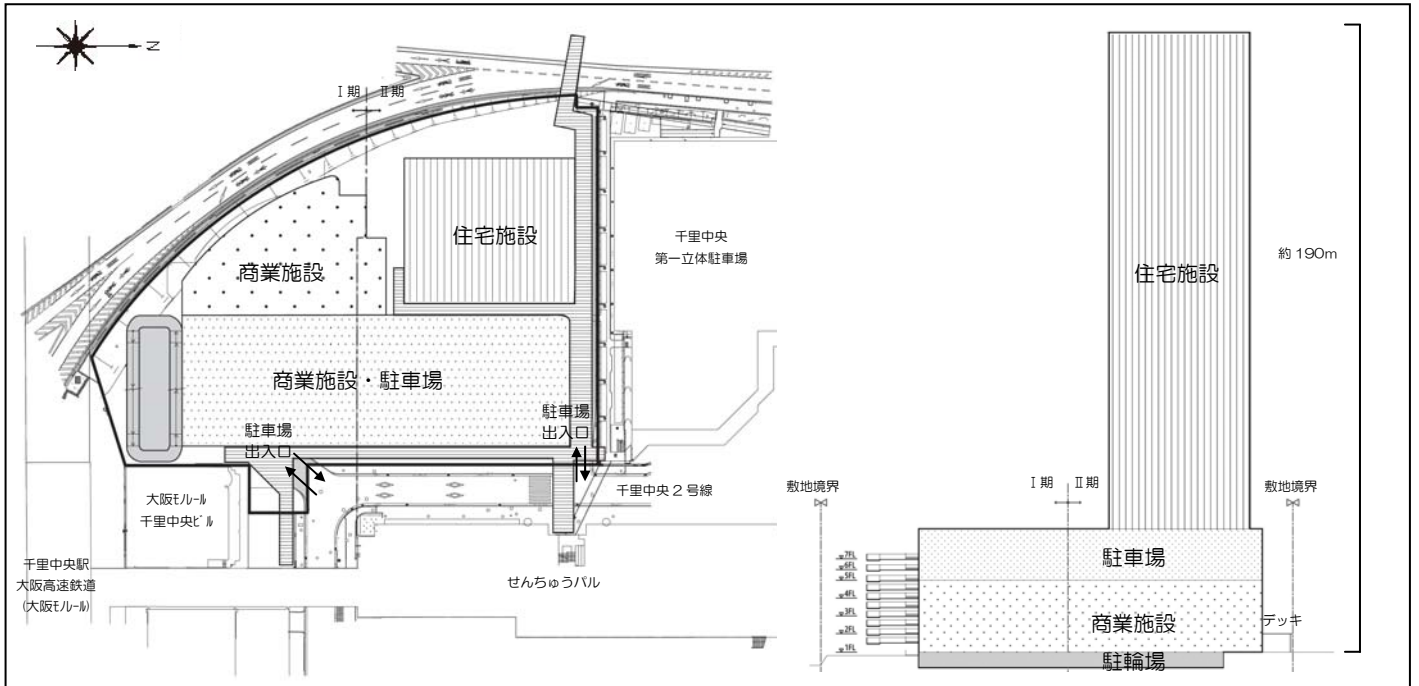 N
Ⅰ期 Ⅱ期
住宅施設
商業施設
千里中央
第一立体駐車場
商業施設・駐車場
駐車場
出入口
駐車場
出入口
大阪ﾓﾉﾚｰﾙ
千里中央ﾋﾞﾙ
千里中央２号線
千里中央駅
大阪高速鉄道
(大阪ﾓﾉﾚｰﾙ)
せんちゅうパル
住宅施設
約190m
敷地境界
Ⅰ期 Ⅱ期
敷地境界
7FL
6FL
5FL
4FL
3FL
2FL
1FL
駐車場
商業施設
デッキ
駐輪場